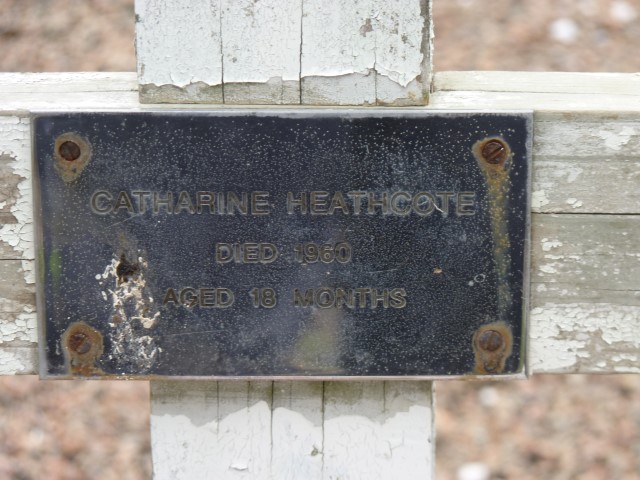 CATHARINE HEATHCOTE
DIED 1960
AGED 18 MONTHS